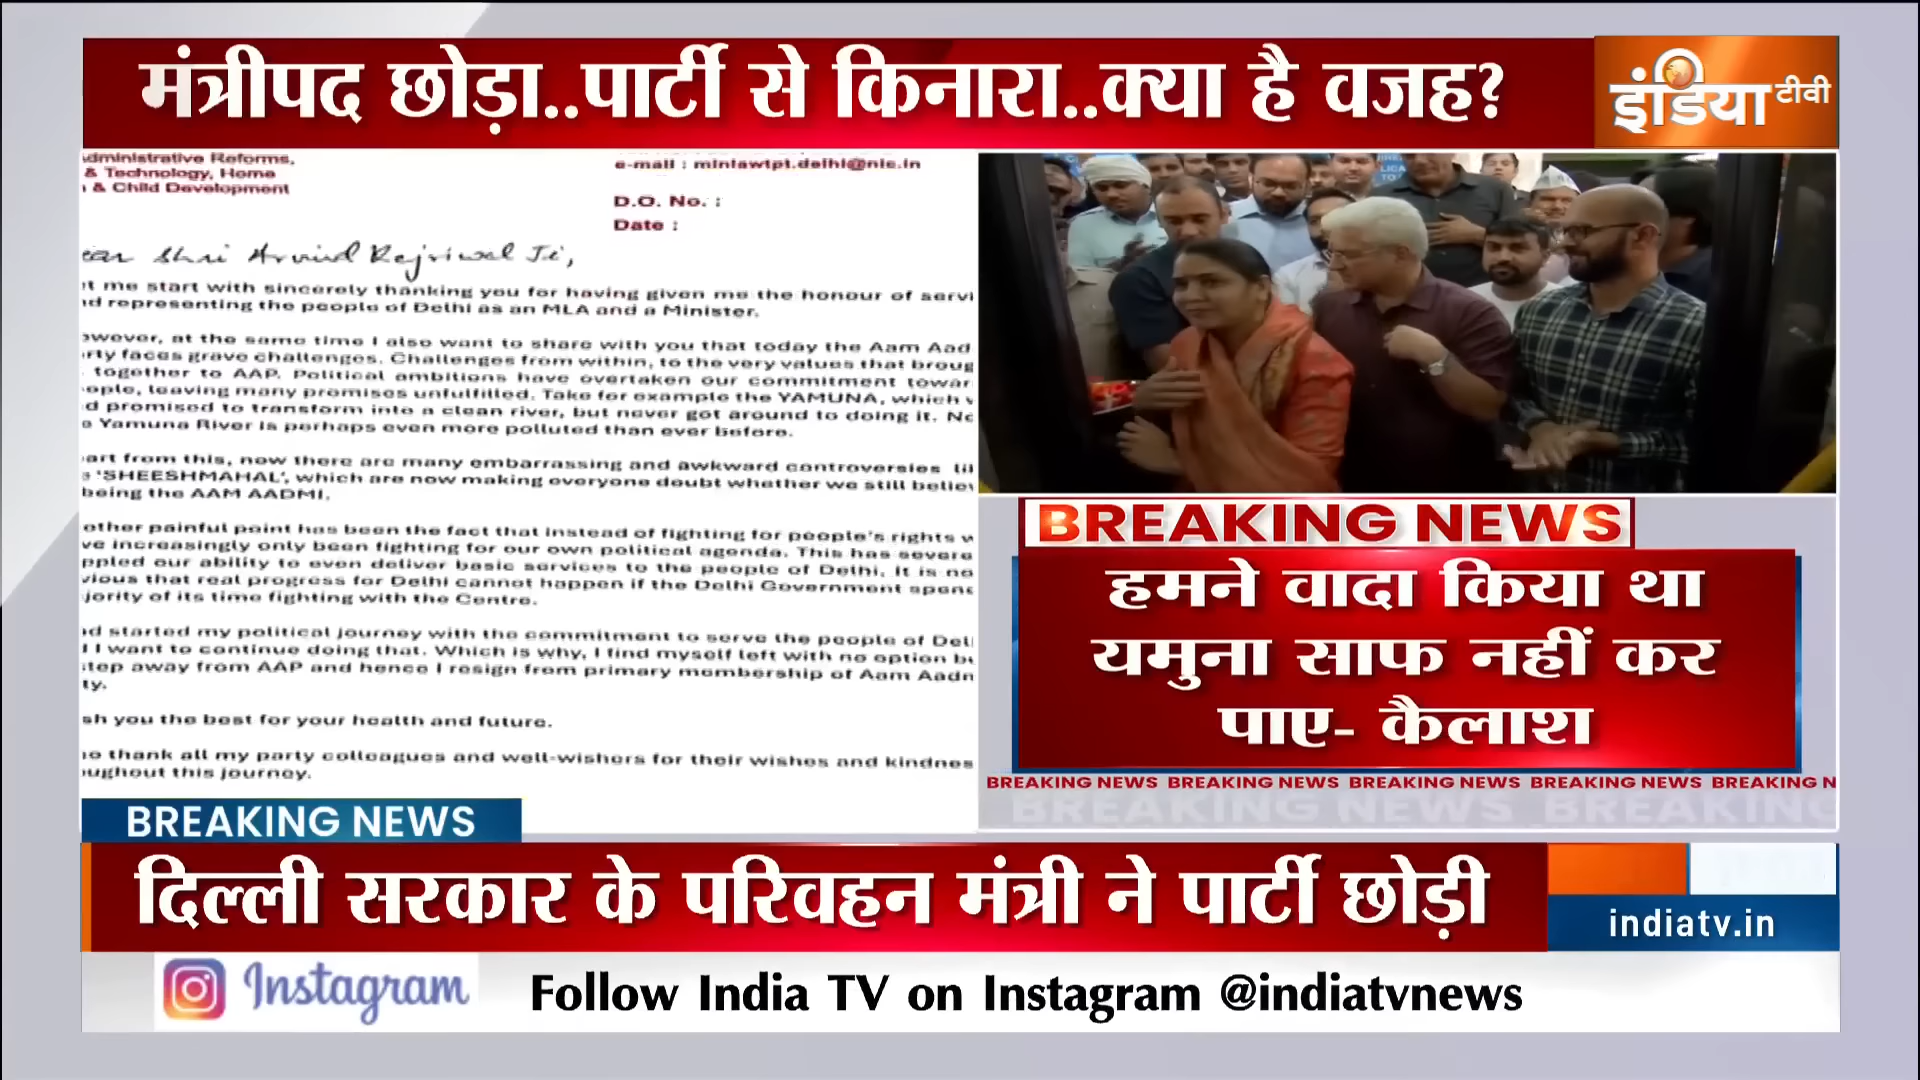 मंत्रीपद छोड़ा..पार्टी से किनारा..क्या है वजह?
इंडिया टीवी
dministrative Reforms,
& Technology, Home
& Child Development
e-mail : minlawtpt.delhi@nic.in
D.O. No. :
Date :
ear Shri Arvind Kejriwal Ji,
t me start with sincerely thanking you for having given me the honour of servi
d representing the people of Delhi as an MLA and a Minister.
owever, at the same time I also want to share with you that today the Aam Aad
rty faces grave challenges. Challenges from within, to the very values that broug
together to AAP. Political ambitions have overtaken our commitment towar
ople, leaving many promises unfulfilled. Take for example the YAMUNA, which
d promised to transform into a clean river, but never got around to doing it. No
e Yamuna River is perhaps even more polluted than ever before.
art from this, now there are many embarrassing and awkward controversies lik
'SHEESHMAHAL', which are now making everyone doubt whether we still believ
being the AAM AADMI.
other painful point has been the fact that instead of fighting for people's rights w
ve increasingly only been fighting for our own political agenda. This has severe
ppled our ability to even deliver basic services to the people of Delhi. It is no
vious that real progress for Delhi cannot happen if the Delhi Government spend
jority of its time fighting with the Centre.
d started my political journey with the commitment to serve the people of Del
I want to continue doing that. Which is why, I find myself left with no option bu
step away from AAP and hence I resign from primary membership of Aam Aadm
ty.
sh you the best for your health and future.
so thank all my party colleagues and well-wishers for their wishes and kindnes
oughout this journey.
BREAKING NEWS
हमने वादा किया था
यमुना साफ नहीं कर
पाए- कैलाश
BREAKING NEWS BREAKING NEWS BREAKING NEWS BREAKING NEWS BREAKING N
BREAKING NEWS BREAKING
BREAKING NEWS
दिल्ली सरकार के परिवहन मंत्री ने पार्टी छोड़ी
indiatv.in
Instagram Follow India TV on Instagram @indiatvnews